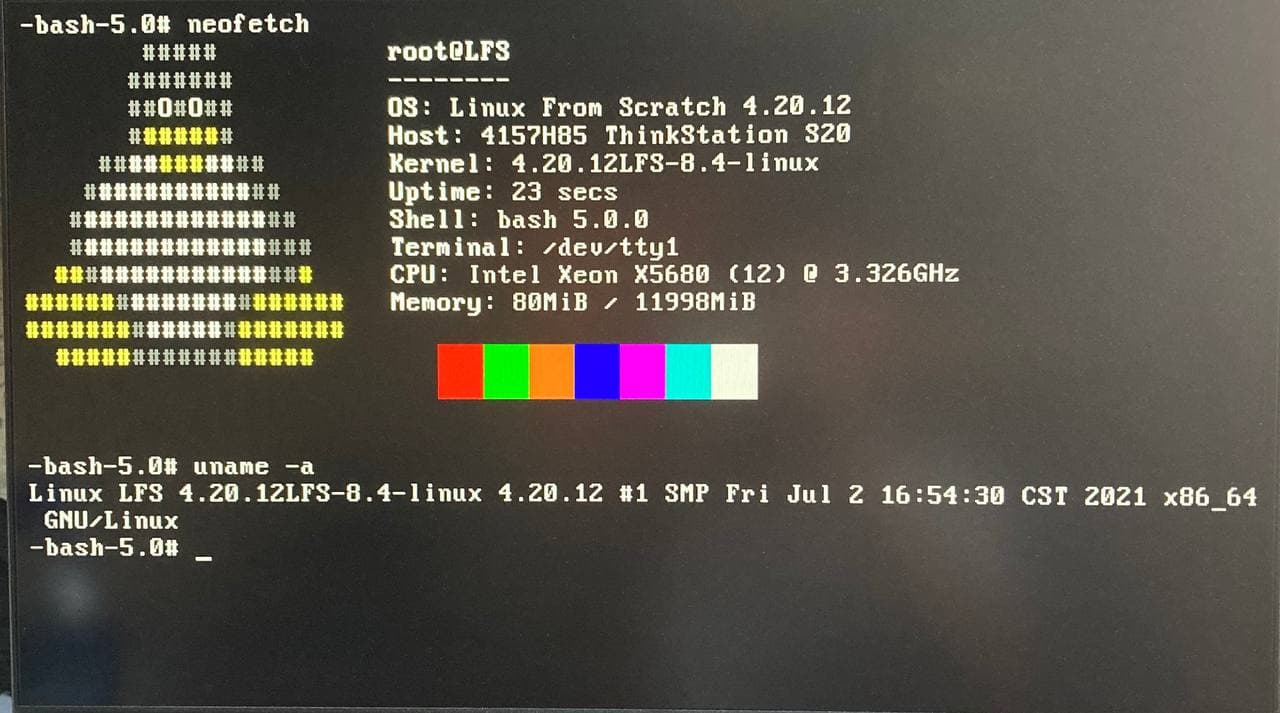 -bash-5.0# neofetch
#####
#######
##O#O##
#######
###########
#############
###############
################
#################
#####################
#####################
#################
root@LFS
--------
OS: Linux From Scratch 4.20.12
Host: 4157H85 ThinkStation S20
Kernel: 4.20.12LFS-8.4-linux
Uptime: 23 secs
Shell: bash 5.0.0
Terminal: /dev/tty1
CPU: Intel Xeon X5680 (12) @ 3.326GHz
Memory: 80MiB / 11998MiB
-bash-5.0# uname -a
Linux LFS 4.20.12LFS-8.4-linux 4.20.12 #1 SMP Fri Jul 2 16:54:30 CST 2021 x86_64
GNU/Linux
-bash-5.0# _